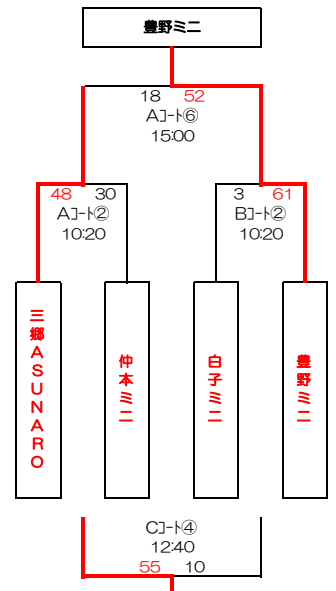 豊野ミニ
18 52
Aコート⑥
15:00
48 30
Aコート②
10:20
3 61
Bコート②
10:20
三郷ASUNARO
仲本ミニ
白子ミニ
豊野ミニ
Cコート④
12:40
55 10